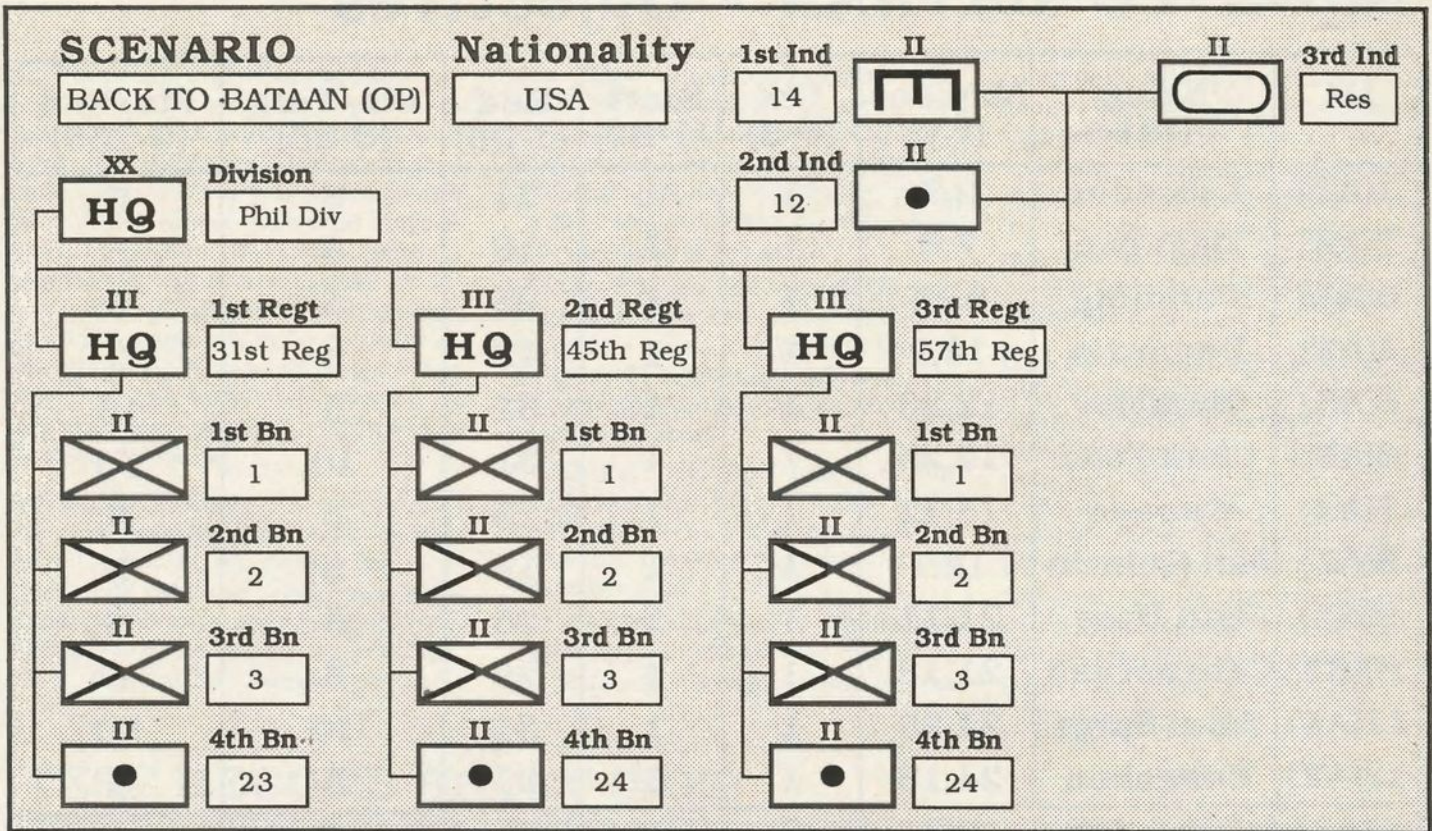 SCENARIO Nationality
BACK TO BATAAN (OP) USA
1st Ind II II 3rd Ind
14 Res
2nd Ind II
12
XX Division
HQ Phil Div
III 1st Regt III 2nd Regt III 3rd Regt
HQ 31st Reg HQ 45th Reg HQ 57th Reg
II 1st Bn II 1st Bn II 1st Bn
1 1 1
II 2nd Bn II 2nd Bn II 2nd Bn
2 2 2
II 3rd Bn II 3rd Bn II 3rd Bn
3 3 3
II 4th Bn II 4th Bn II 4th Bn
23 24 24